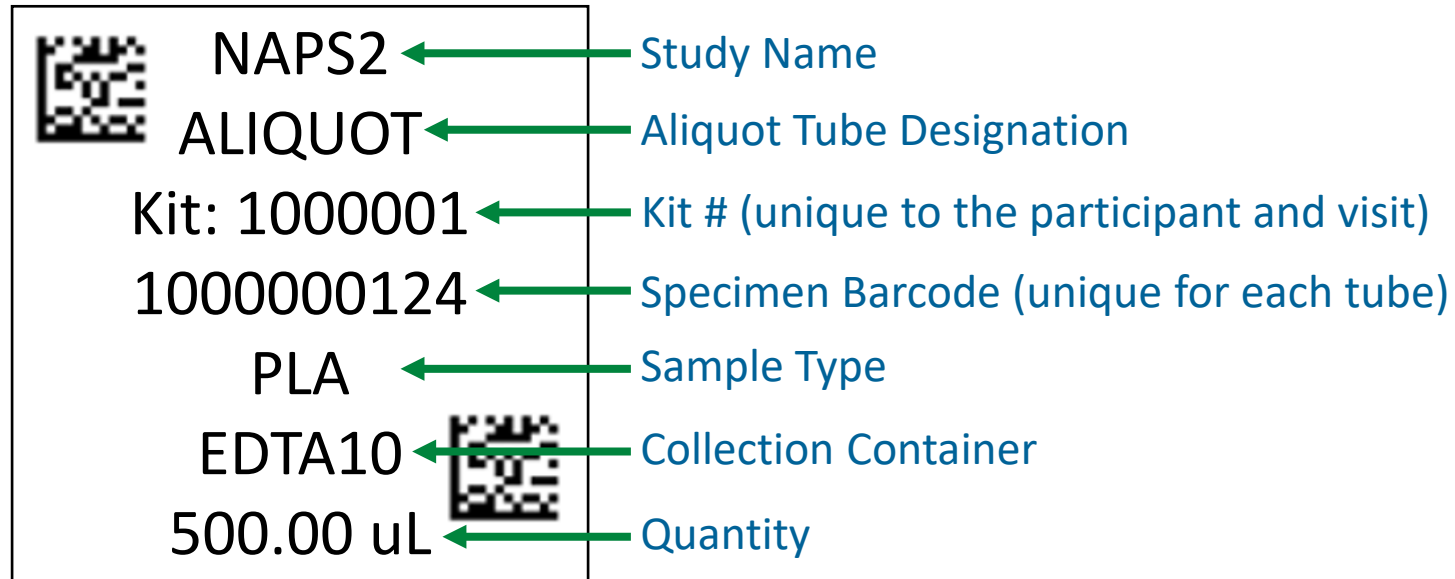 NAPS2 Study Name
ALIQUOT Aliquot Tube Designation
Kit: 1000001 Kit # (unique to the participant and visit)
1000000124 Specimen Barcode (unique for each tube)
PLA Sample Type
EDTA10 Collection Container
500.00 uL Quantity